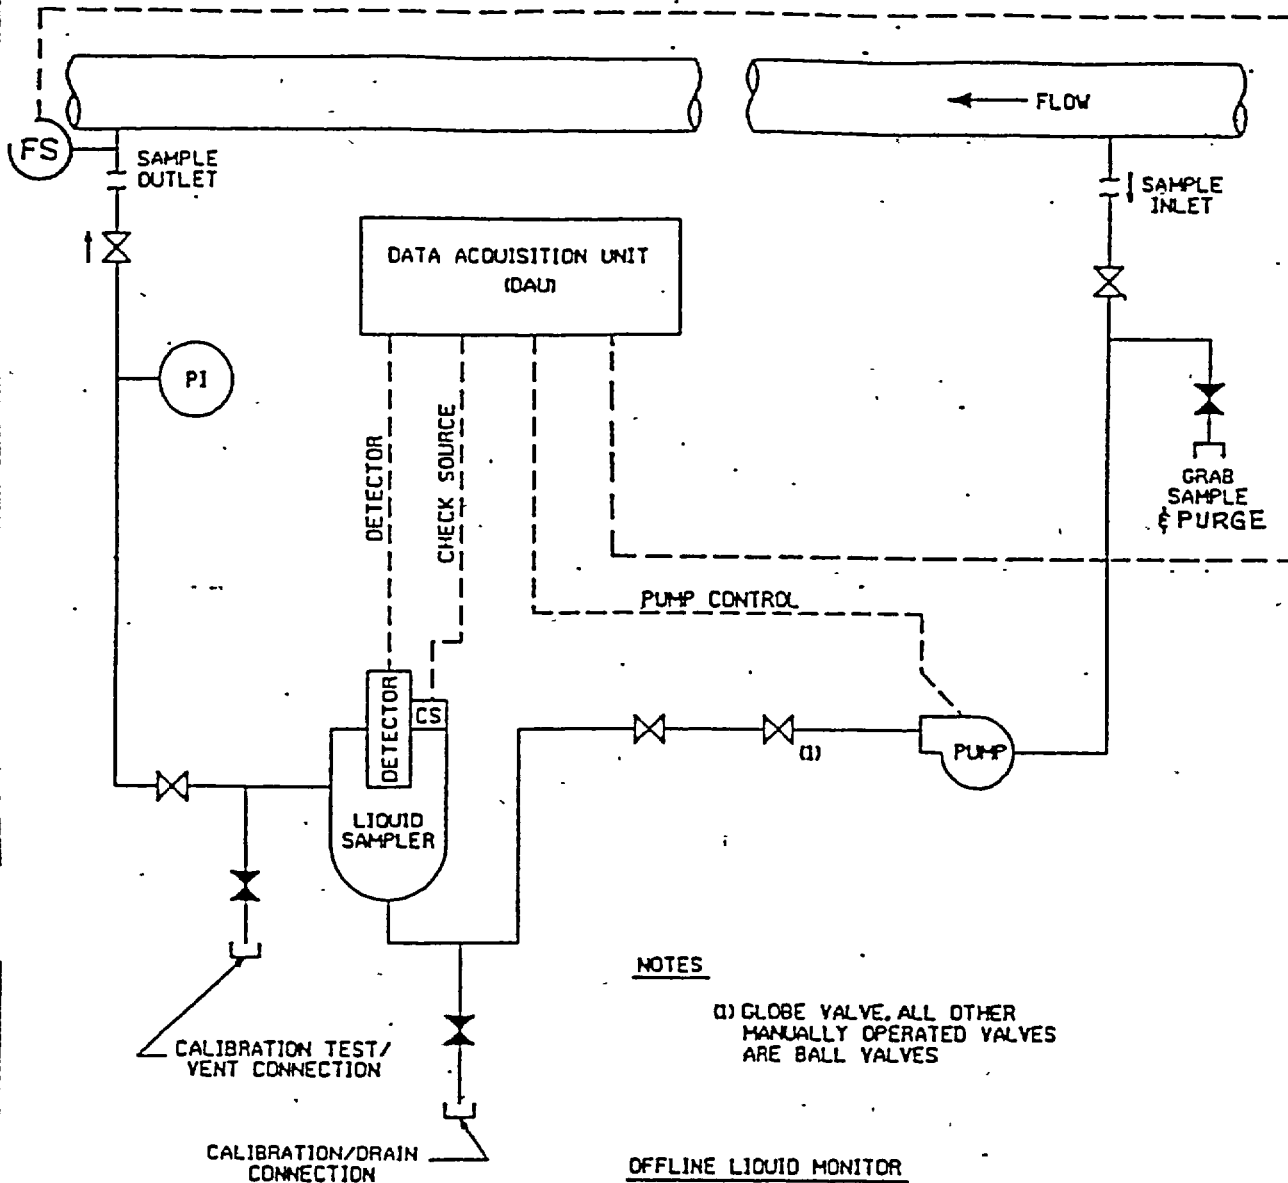 FLOW
FS
SAMPLE
OUTLET
SAMPLE
INLET
DATA ACQUISITION UNIT
(DAU)
PI
DETECTOR
CHECK SOURCE
GRAB
SAMPLE
& PURGE
PUMP CONTROL
DETECTOR
CS
(1)
PUMP
LIQUID
SAMPLER
NOTES
(1) GLOBE VALVE. ALL OTHER
MANUALLY OPERATED VALVES
ARE BALL VALVES
CALIBRATION TEST/
VENT CONNECTION
CALIBRATION/DRAIN
CONNECTION
OFFLINE LIQUID MONITOR